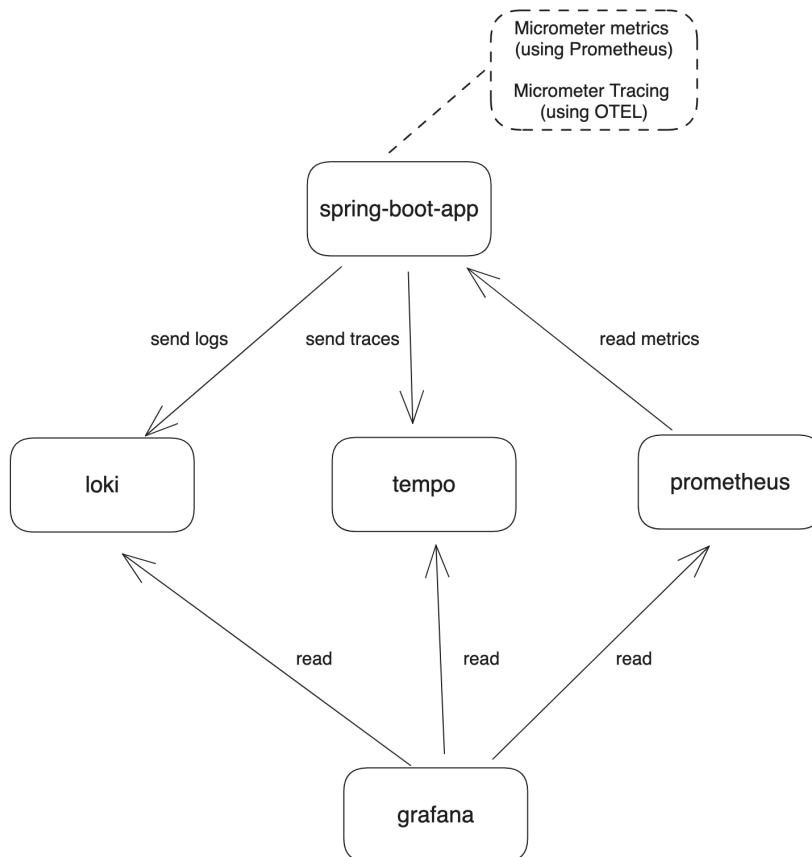 Micrometer metrics
(using Prometheus)
Micrometer Tracing
(using OTEL)
spring-boot-app
send logs
send traces
read metrics
loki
tempo
prometheus
read
read
read
grafana